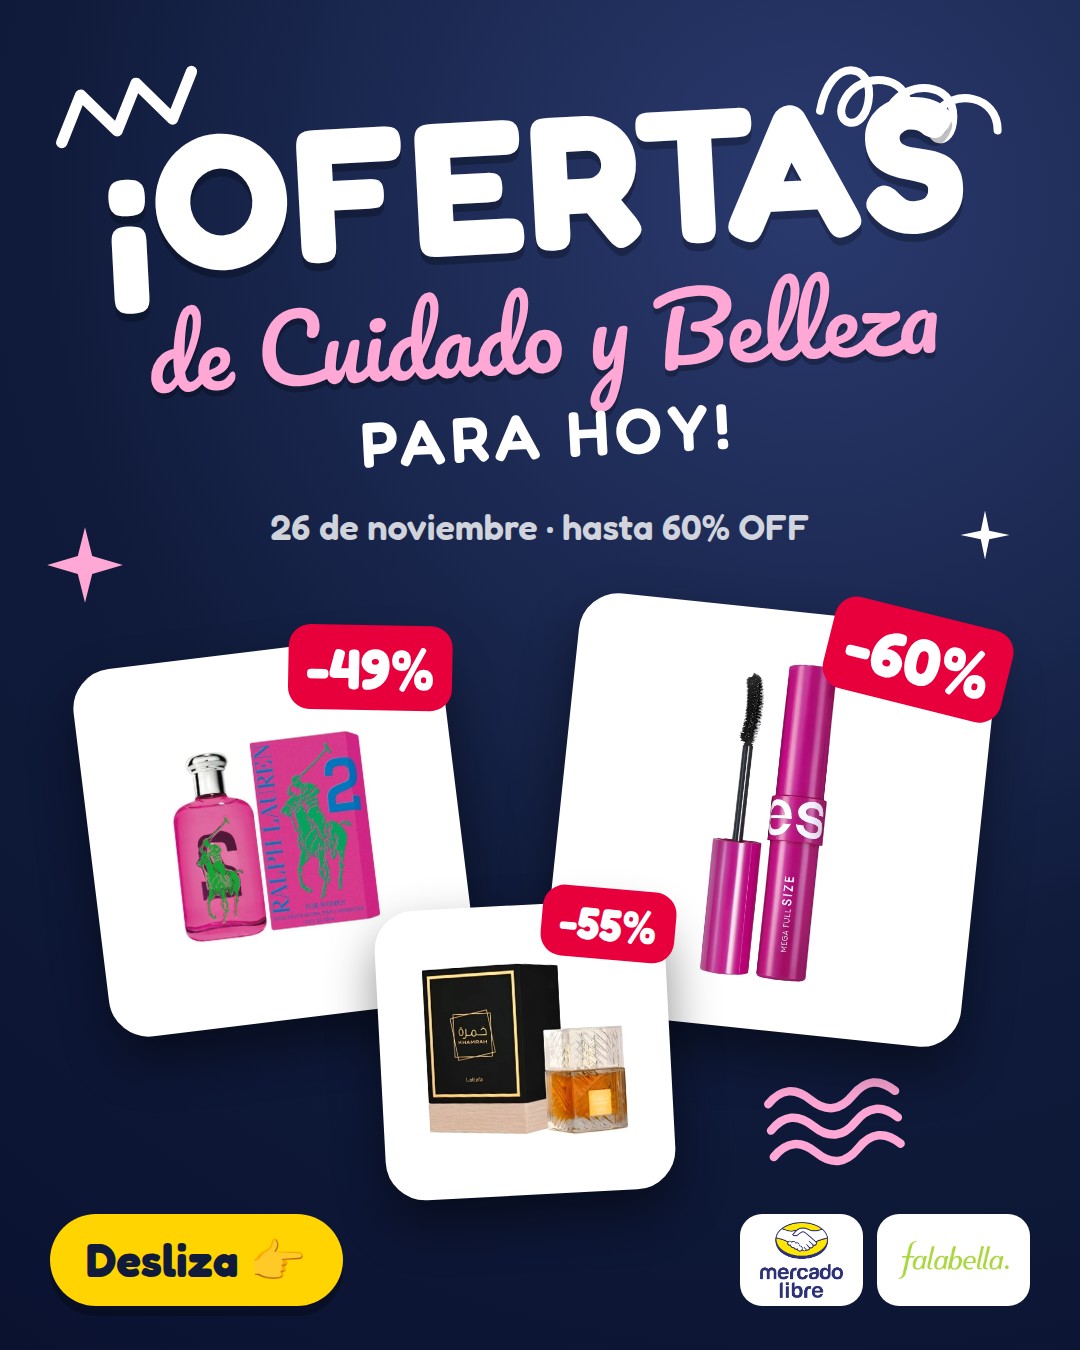 ¡OFERTAS
de Cuidado y Belleza
PARA HOY!
26 de noviembre · hasta 60% OFF
-49%
-60%
RALPH LAUREN
2
es
MEGA FULL SIZE
-55%
خمرة
KHAMRAH
Lattafa
Desliza 👉
mercado
libre
falabella.